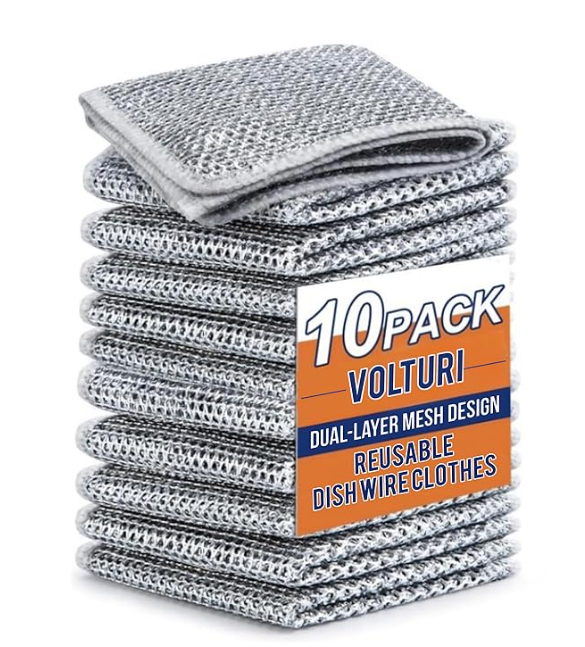 10PACK
VOLTURI
DUAL-LAYER MESH DESIGN
REUSABLE
DISH WIRE CLOTHES